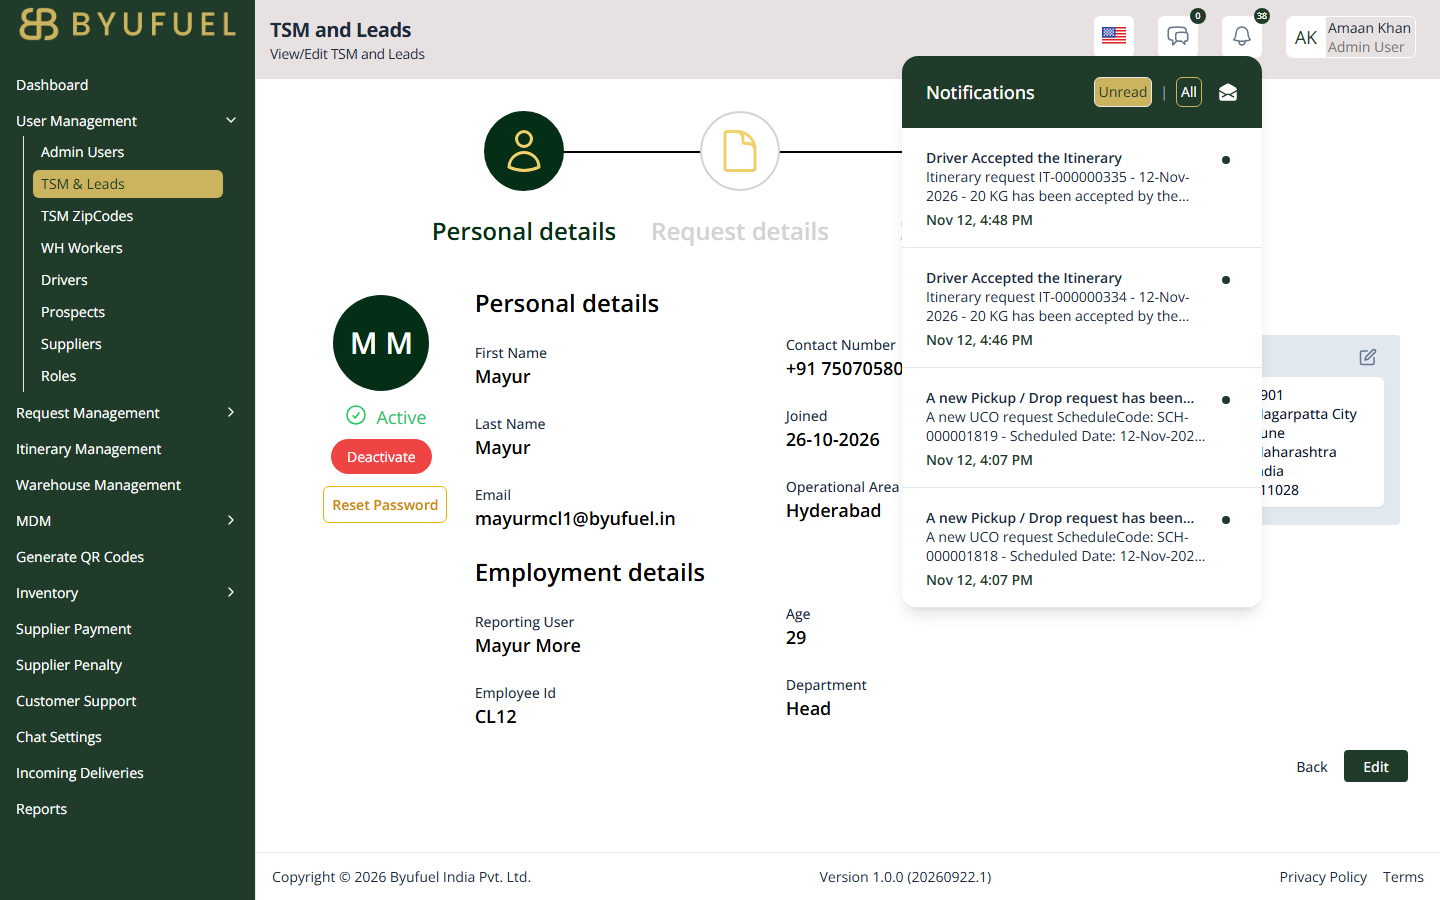 BYUFUEL
Dashboard
User Management
Admin Users
TSM & Leads
TSM ZipCodes
WH Workers
Drivers
Prospects
Suppliers
Roles
Request Management
Itinerary Management
Warehouse Management
MDM
Generate QR Codes
Inventory
Supplier Payment
Supplier Penalty
Customer Support
Chat Settings
Incoming Deliveries
Reports
TSM and Leads
View/Edit TSM and Leads
0
38
AK
Amaan Khan
Admin User
Notifications
Unread | All
Driver Accepted the Itinerary
Itinerary request IT-000000335 - 12-Nov-
2026 - 20 KG has been accepted by the...
Nov 12, 4:48 PM
Driver Accepted the Itinerary
Itinerary request IT-000000334 - 12-Nov-
2026 - 20 KG has been accepted by the...
Nov 12, 4:46 PM
A new Pickup / Drop request has been...
A new UCO request ScheduleCode: SCH-
000001819 - Scheduled Date: 12-Nov-202...
Nov 12, 4:07 PM
A new Pickup / Drop request has been...
A new UCO request ScheduleCode: SCH-
000001818 - Scheduled Date: 12-Nov-202...
Nov 12, 4:07 PM
Personal details
Request details
M M
Active
Deactivate
Reset Password
Personal details
First Name
Mayur
Last Name
Mayur
Email
mayurmcl1@byufuel.in
Contact Number
+91 75070580
Joined
26-10-2026
Operational Area
Hyderabad
901
agarpatta City
une
aharashtra
dia
11028
Employment details
Reporting User
Mayur More
Employee Id
CL12
Age
29
Department
Head
Back
Edit
Copyright © 2026 Byufuel India Pvt. Ltd.
Version 1.0.0 (20260922.1)
Privacy Policy
Terms